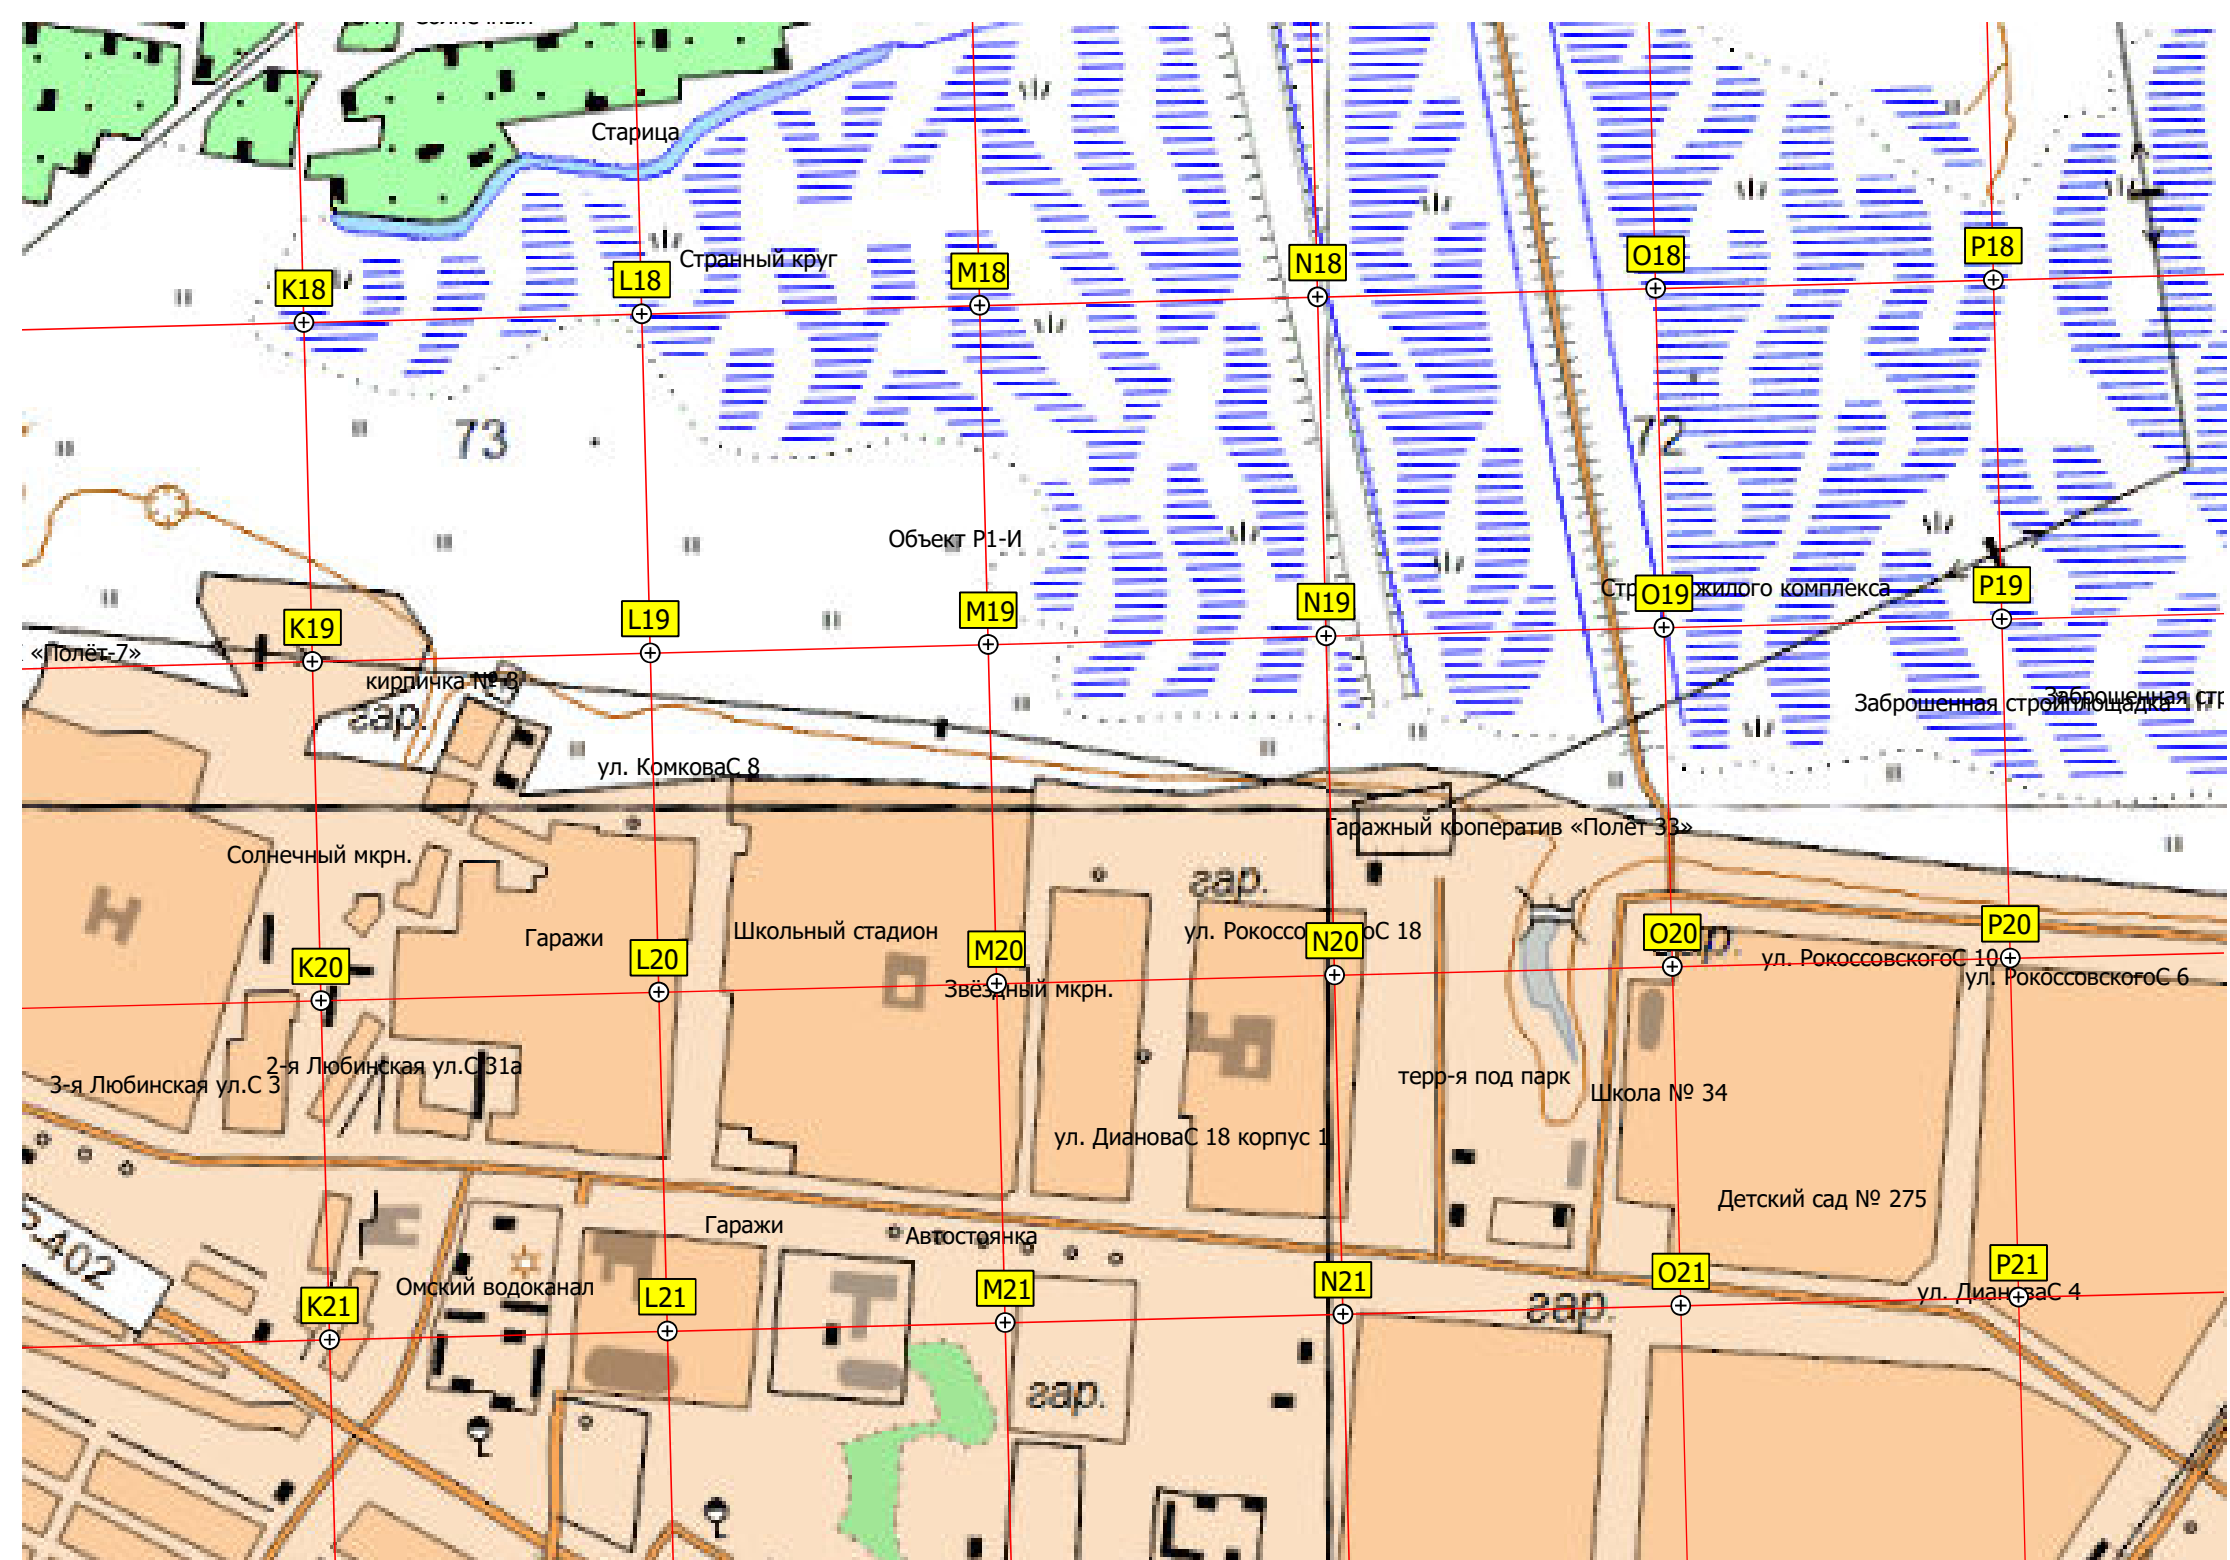 Старица
Странный круг
K18
L18
M18
N18
O18
P18
73
72
Объект Р1-И
K19
L19
M19
N19
O19
P19
жилого комплекса
«Полёт-7»
кирпичка № 8
гар.
Заброшенная стройплощадка
Заброшенная стр
ул. КомковаС 8
Гаражный кооператив «Полёт 33»
Солнечный мкрн.
гар.
Гаражи
Школьный стадион
ул. РокоссовскогоС 18
гар.
ул. РокоссовскогоС 10
ул. РокоссовскогоС 6
K20
L20
M20
N20
O20
P20
Звёздный мкрн.
2-я Любинская ул.С 31а
3-я Любинская ул.С 3
терр-я под парк
Школа № 34
ул. ДиановаС 18 корпус 1
Детский сад № 275
Гаражи
Автостоянка
.402
Омский водоканал
K21
L21
M21
N21
O21
P21
гар.
ул. ДиановаС 4
гар.